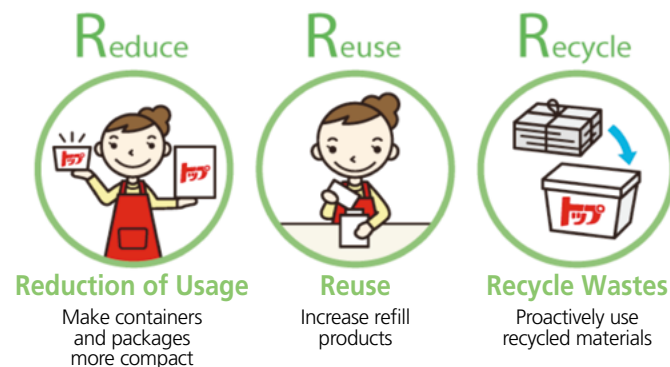 Reduce
トップ
トップ
Reduction of Usage
Make containers
and packages
more compact
Reuse
Reuse
Increase refill
products
Recycle
トップ
Recycle Wastes
Proactively use
recycled materials